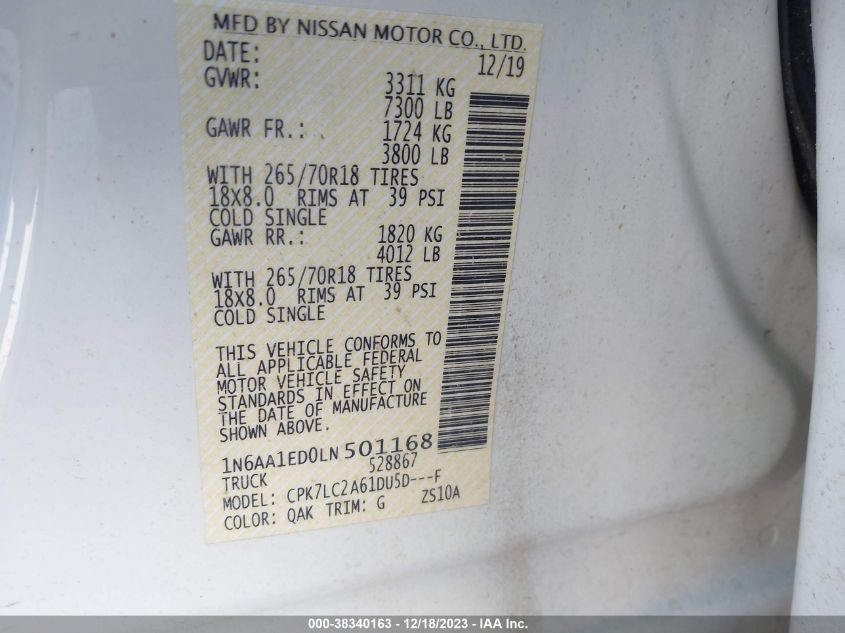 MFD BY NISSAN MOTOR CO., LTD.
DATE: 12/19
GVWR: 3311 KG
7300 LB
GAWR FR.: 1724 KG
3800 LB
WITH 265/70R18 TIRES
18X8.0 RIMS AT 39 PSI
COLD SINGLE
GAWR RR.: 1820 KG
4012 LB
WITH 265/70R18 TIRES
18X8.0 RIMS AT 39 PSI
COLD SINGLE
THIS VEHICLE CONFORMS TO
ALL APPLICABLE FEDERAL
MOTOR VEHICLE SAFETY
STANDARDS IN EFFECT ON
THE DATE OF MANUFACTURE
SHOWN ABOVE.
1N6AA1ED0LN501168
TRUCK 528867
MODEL: CPK7LC2A61DU5D---F
COLOR: QAK TRIM: G ZS10A
000-38340163 - 12/18/2023 - IAA Inc.